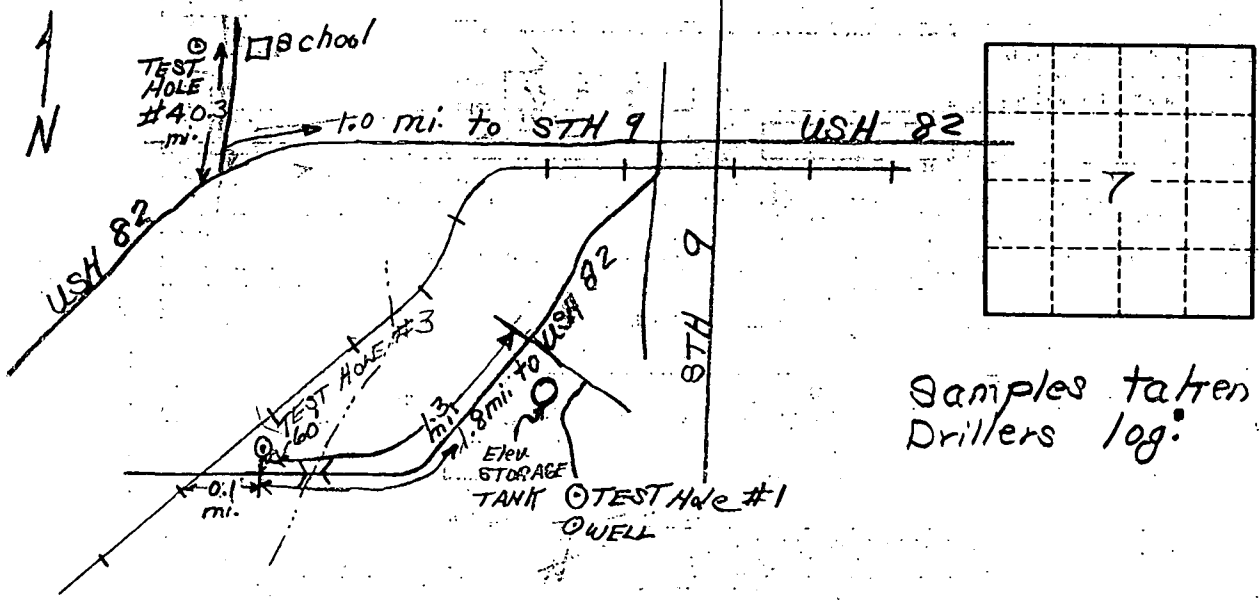 School
TEST
HOLE
#4 0.3
mi.
N
1.0 mi. to STH 9
USH 82
USH 82
7
STH 9
TEST HOLE #3
60'
1.3
mi.
1.8 mi. to USH 82
0.1
mi.
Elev.
STORAGE
TANK
TEST Hole #1
WELL
Samples taken
Drillers log: